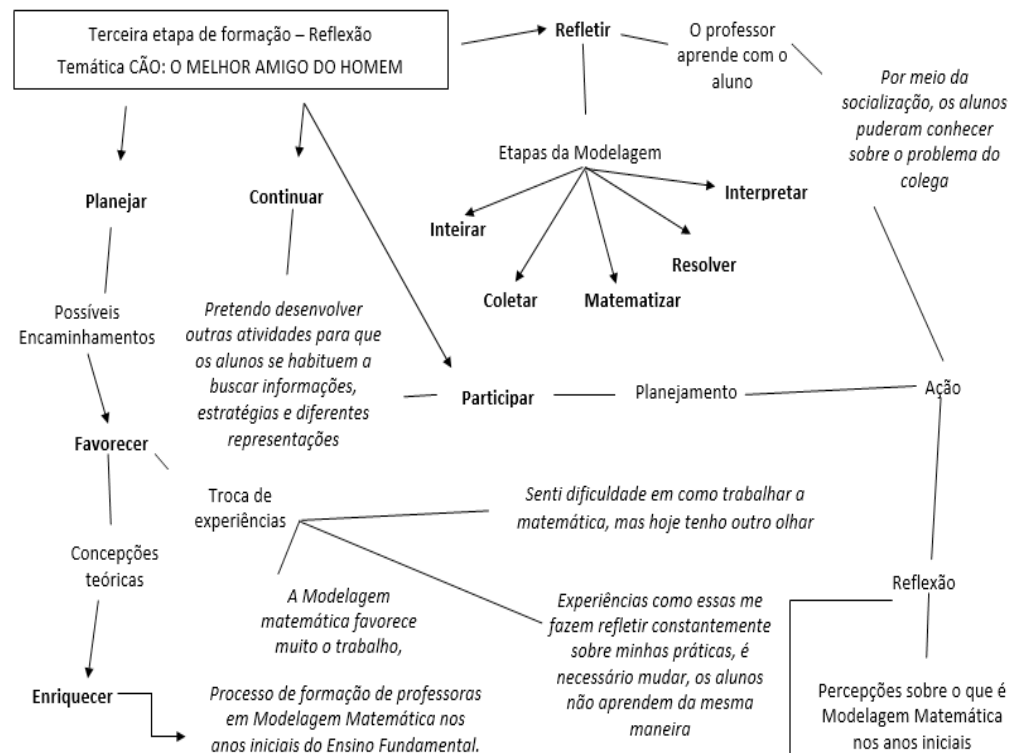 Terceira etapa de formação – Reflexão
Temática CÃO: O MELHOR AMIGO DO HOMEM
Refletir
O professor
aprende com o
aluno
Por meio da
socialização, os alunos
puderam conhecer
sobre o problema do
colega
Etapas da Modelagem
Planejar
Continuar
Interpretar
Inteirar
Resolver
Coletar
Matematizar
Possíveis
Encaminhamentos
Pretendo desenvolver
outras atividades para que
os alunos se habituem a
buscar informações,
estratégias e diferentes
representações
Participar
Planejamento
Ação
Favorecer
Troca de
experiências
Senti dificuldade em como trabalhar a
matemática, mas hoje tenho outro olhar
Concepções
teóricas
A Modelagem
matemática favorece
muito o trabalho,
Experiências como essas me
fazem refletir constantemente
sobre minhas práticas, é
necessário mudar, os alunos
não aprendem da mesma
maneira
Reflexão
Enriquecer
Processo de formação de professoras
em Modelagem Matemática nos
anos iniciais do Ensino Fundamental.
Percepções sobre o que é
Modelagem Matemática
nos anos iniciais